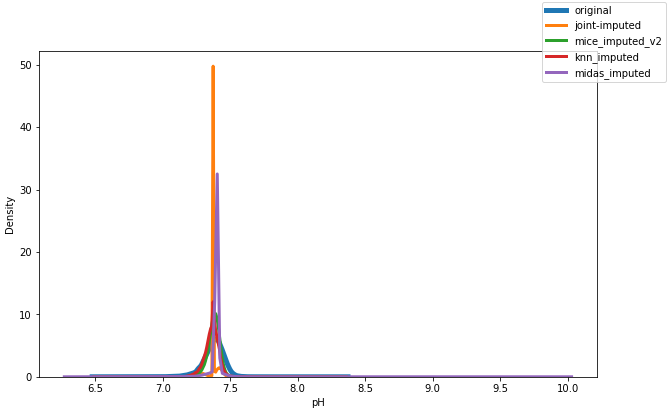 original
joint-imputed
mice_imputed_v2
knn_imputed
midas_imputed
50
40
30
20
10
0
Density
6.5 7.0 7.5 8.0 8.5 9.0 9.5 10.0
pH